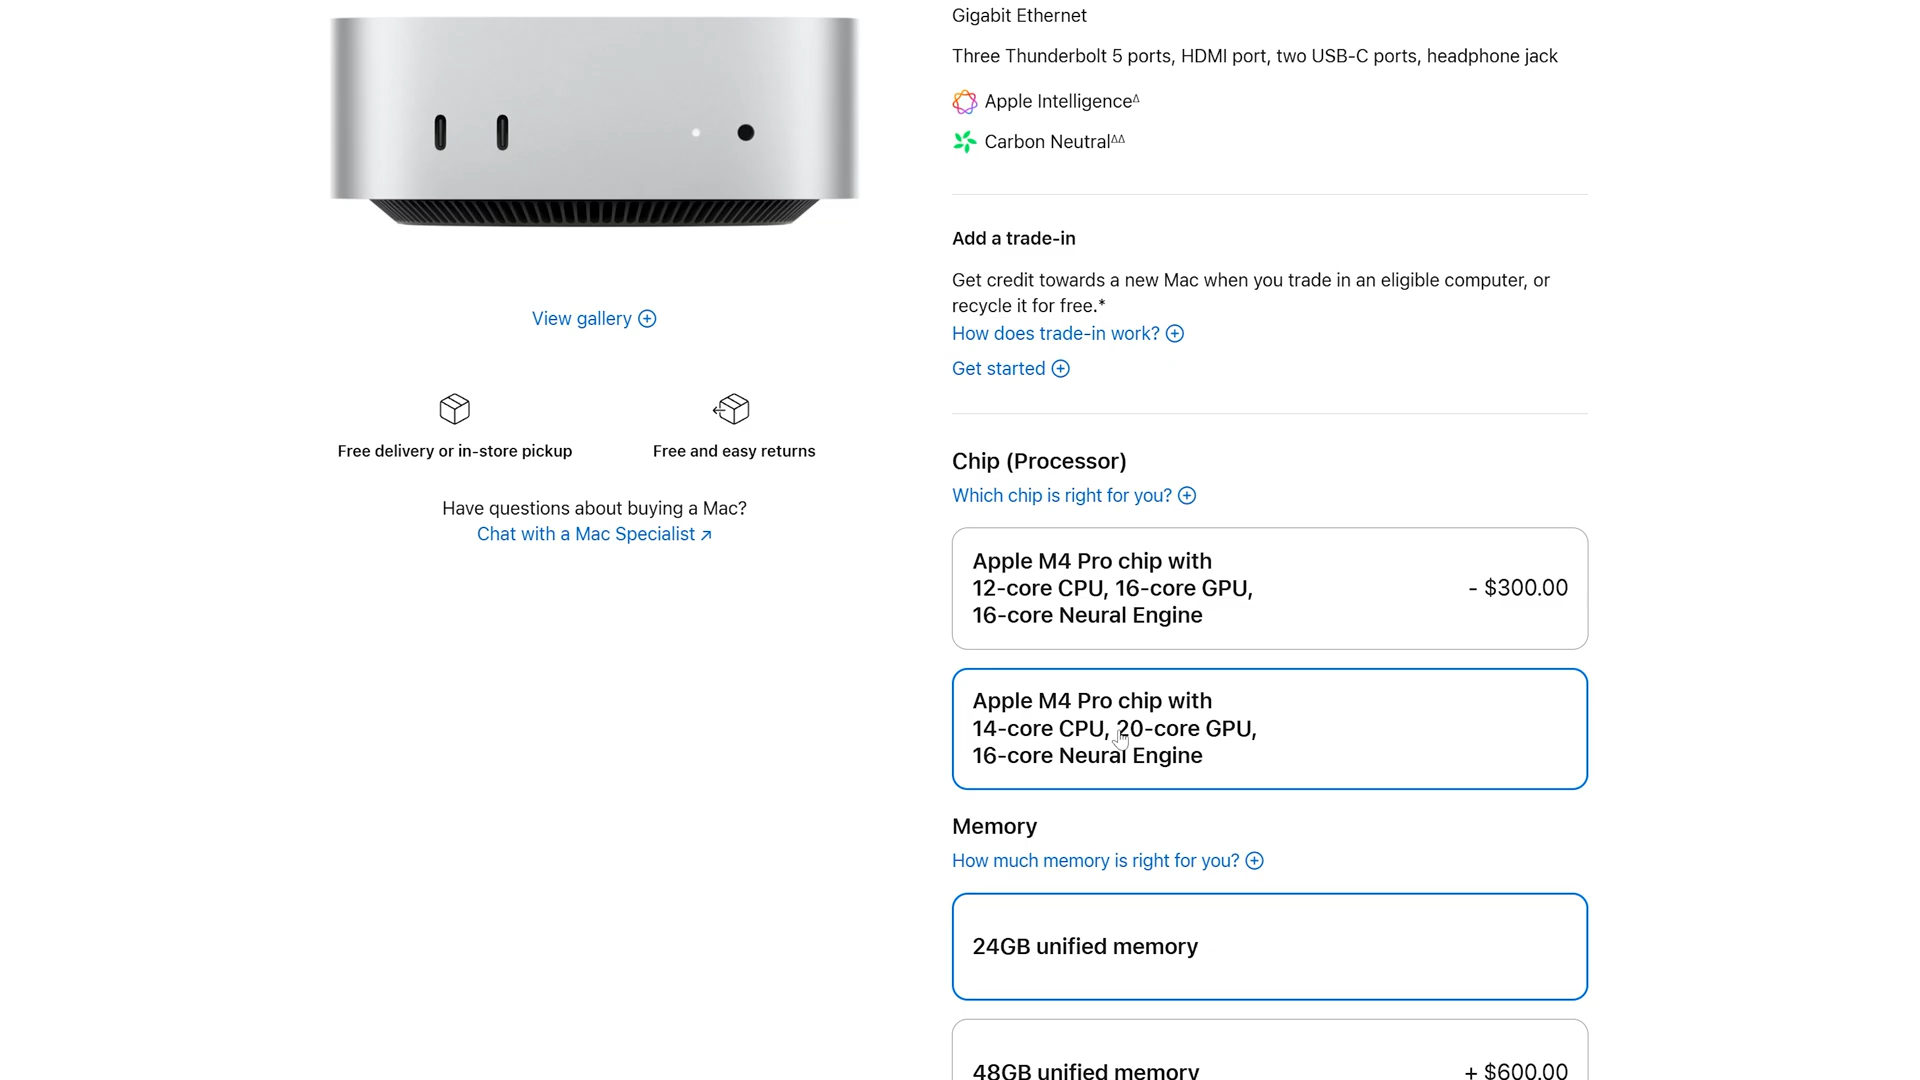 Gigabit Ethernet
Three Thunderbolt 5 ports, HDMI port, two USB-C ports, headphone jack
Apple Intelligence∆
Carbon Neutral∆∆
View gallery
Free delivery or in-store pickup
Free and easy returns
Have questions about buying a Mac?
Chat with a Mac Specialist ↗
Add a trade-in
Get credit towards a new Mac when you trade in an eligible computer, or
recycle it for free.*
How does trade-in work?
Get started
Chip (Processor)
Which chip is right for you?
Apple M4 Pro chip with
12-core CPU, 16-core GPU,
16-core Neural Engine
- $300.00
Apple M4 Pro chip with
14-core CPU, 20-core GPU,
16-core Neural Engine
Memory
How much memory is right for you?
24GB unified memory
48GB unified memory
+ $600.00